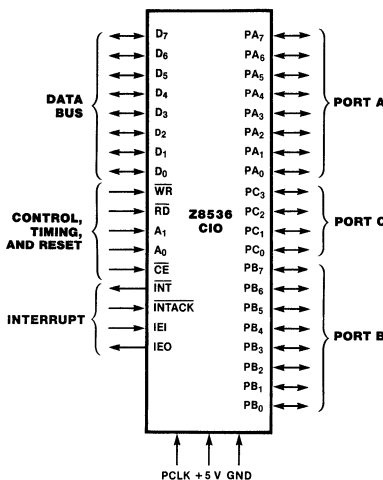 DATA
BUS
CONTROL,
TIMING,
AND RESET
INTERRUPT
D7
D6
D5
D4
D3
D2
D1
D0
WR
RD
A1
A0
CE
INT
INTACK
IEI
IEO
Z8536
CIO
PA7
PA6
PA5
PA4
PA3
PA2
PA1
PA0
PC3
PC2
PC1
PC0
PB7
PB6
PB5
PB4
PB3
PB2
PB1
PB0
PORT A
PORT C
PORT B
PCLK +5 V GND